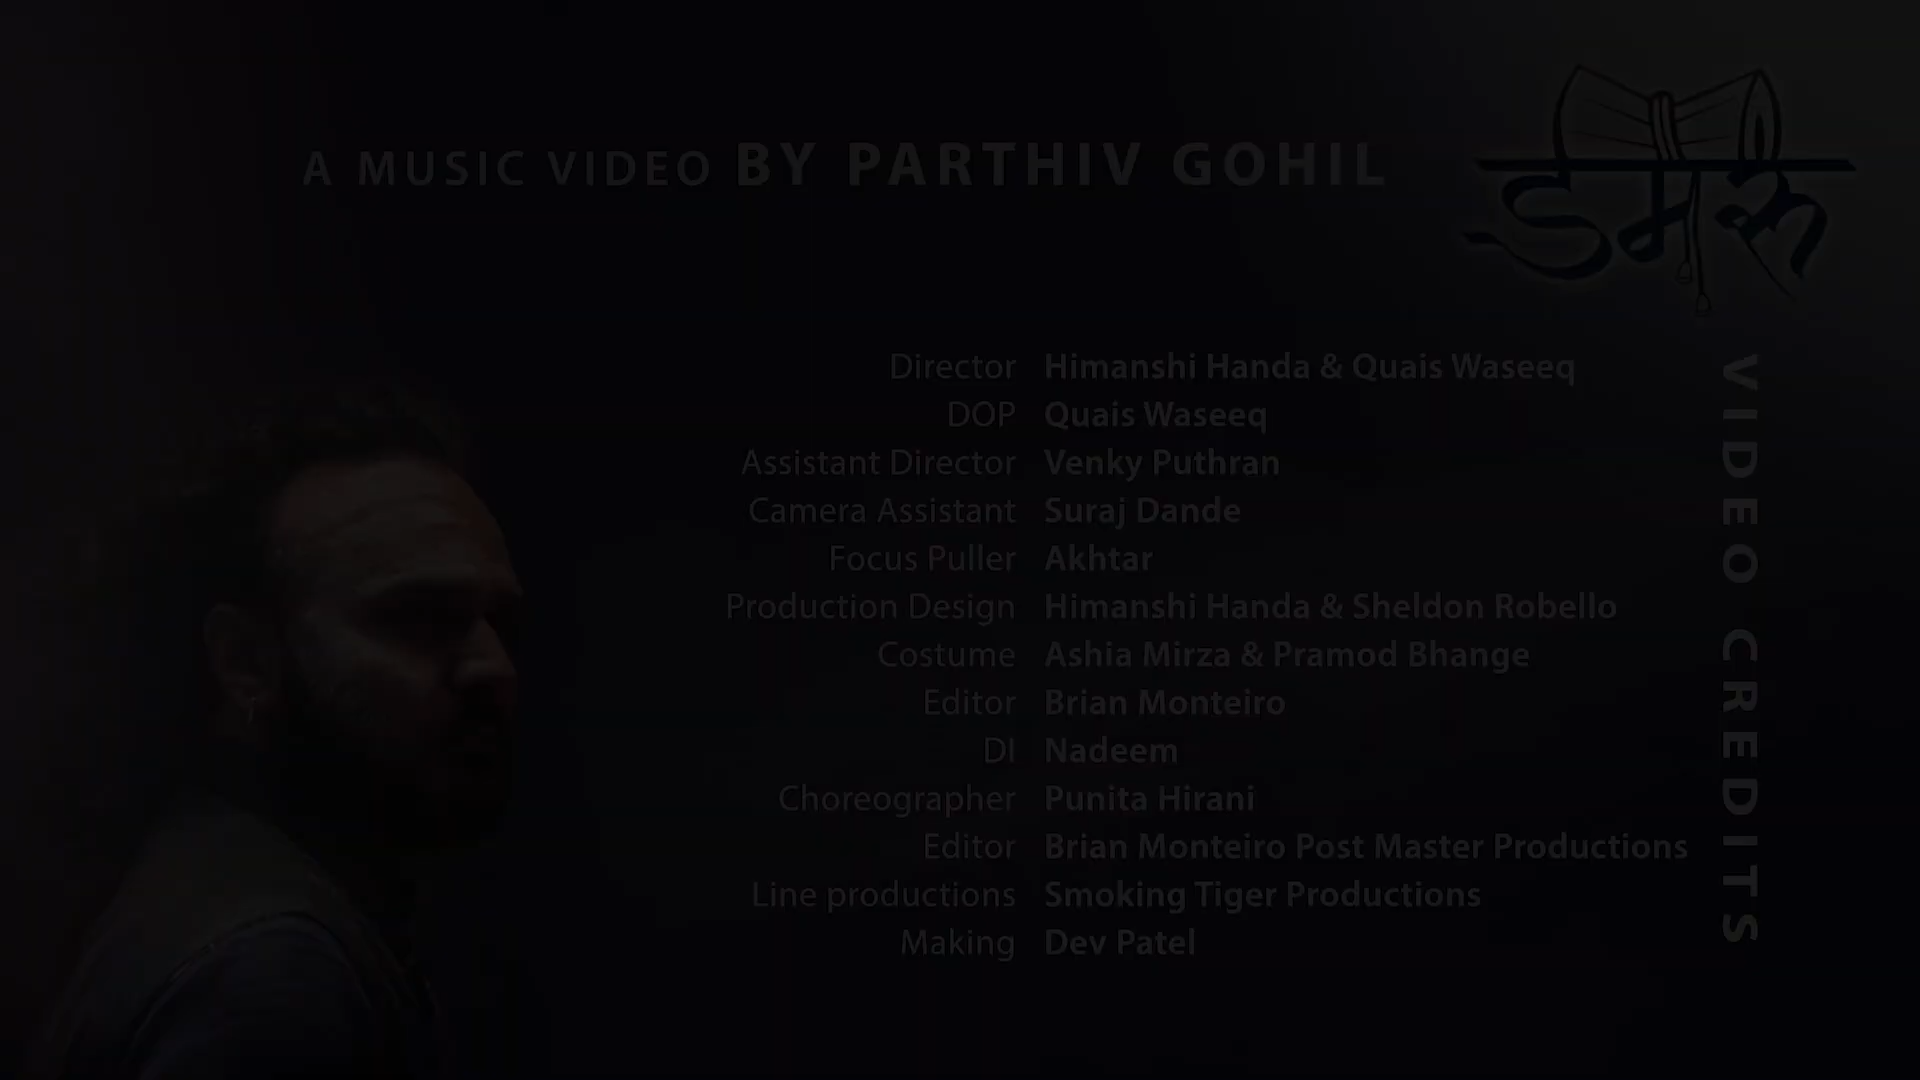 A MUSIC VIDEO BY PARTHIV GOHIL
डमरू
Director Himanshi Handa & Quais Waseeq
DOP Quais Waseeq
Assistant Director Venky Puthran
Camera Assistant Suraj Dande
Focus Puller Akhtar
Production Design Himanshi Handa & Sheldon Robello
Costume Ashia Mirza & Pramod Bhange
Editor Brian Monteiro
DI Nadeem
Choreographer Punita Hirani
Editor Brian Monteiro Post Master Productions
Line productions Smoking Tiger Productions
Making Dev Patel
VIDEO CREDITS